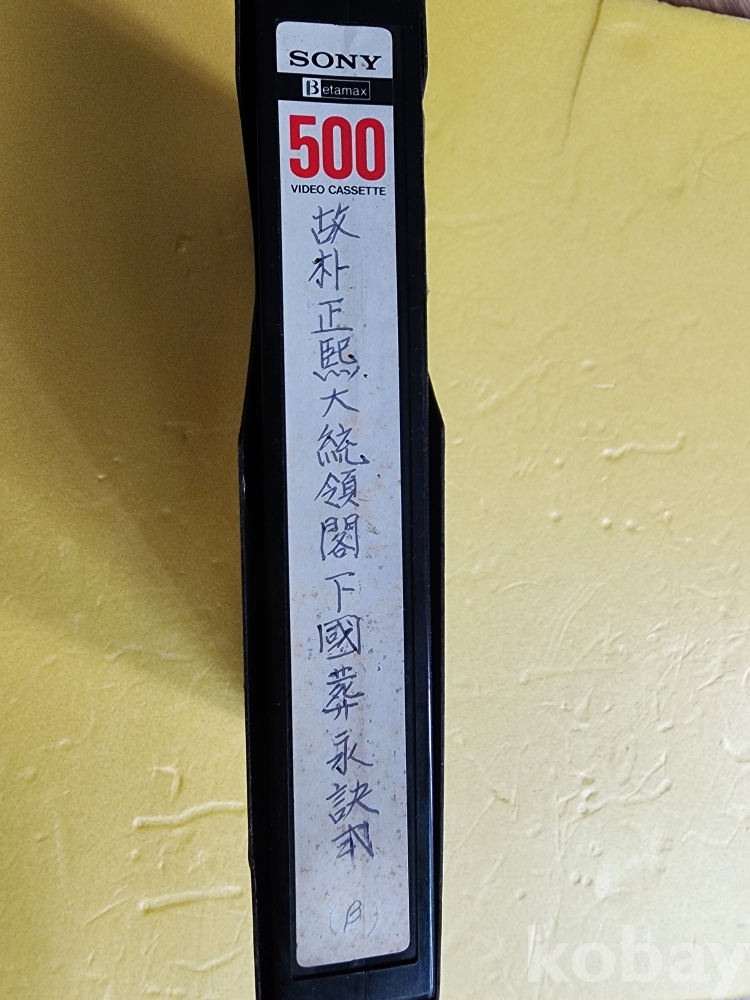 SONY
Betamax
500
VIDEO CASSETTE
故朴正熙大統領閣下國葬永訣式
(β)
kobay